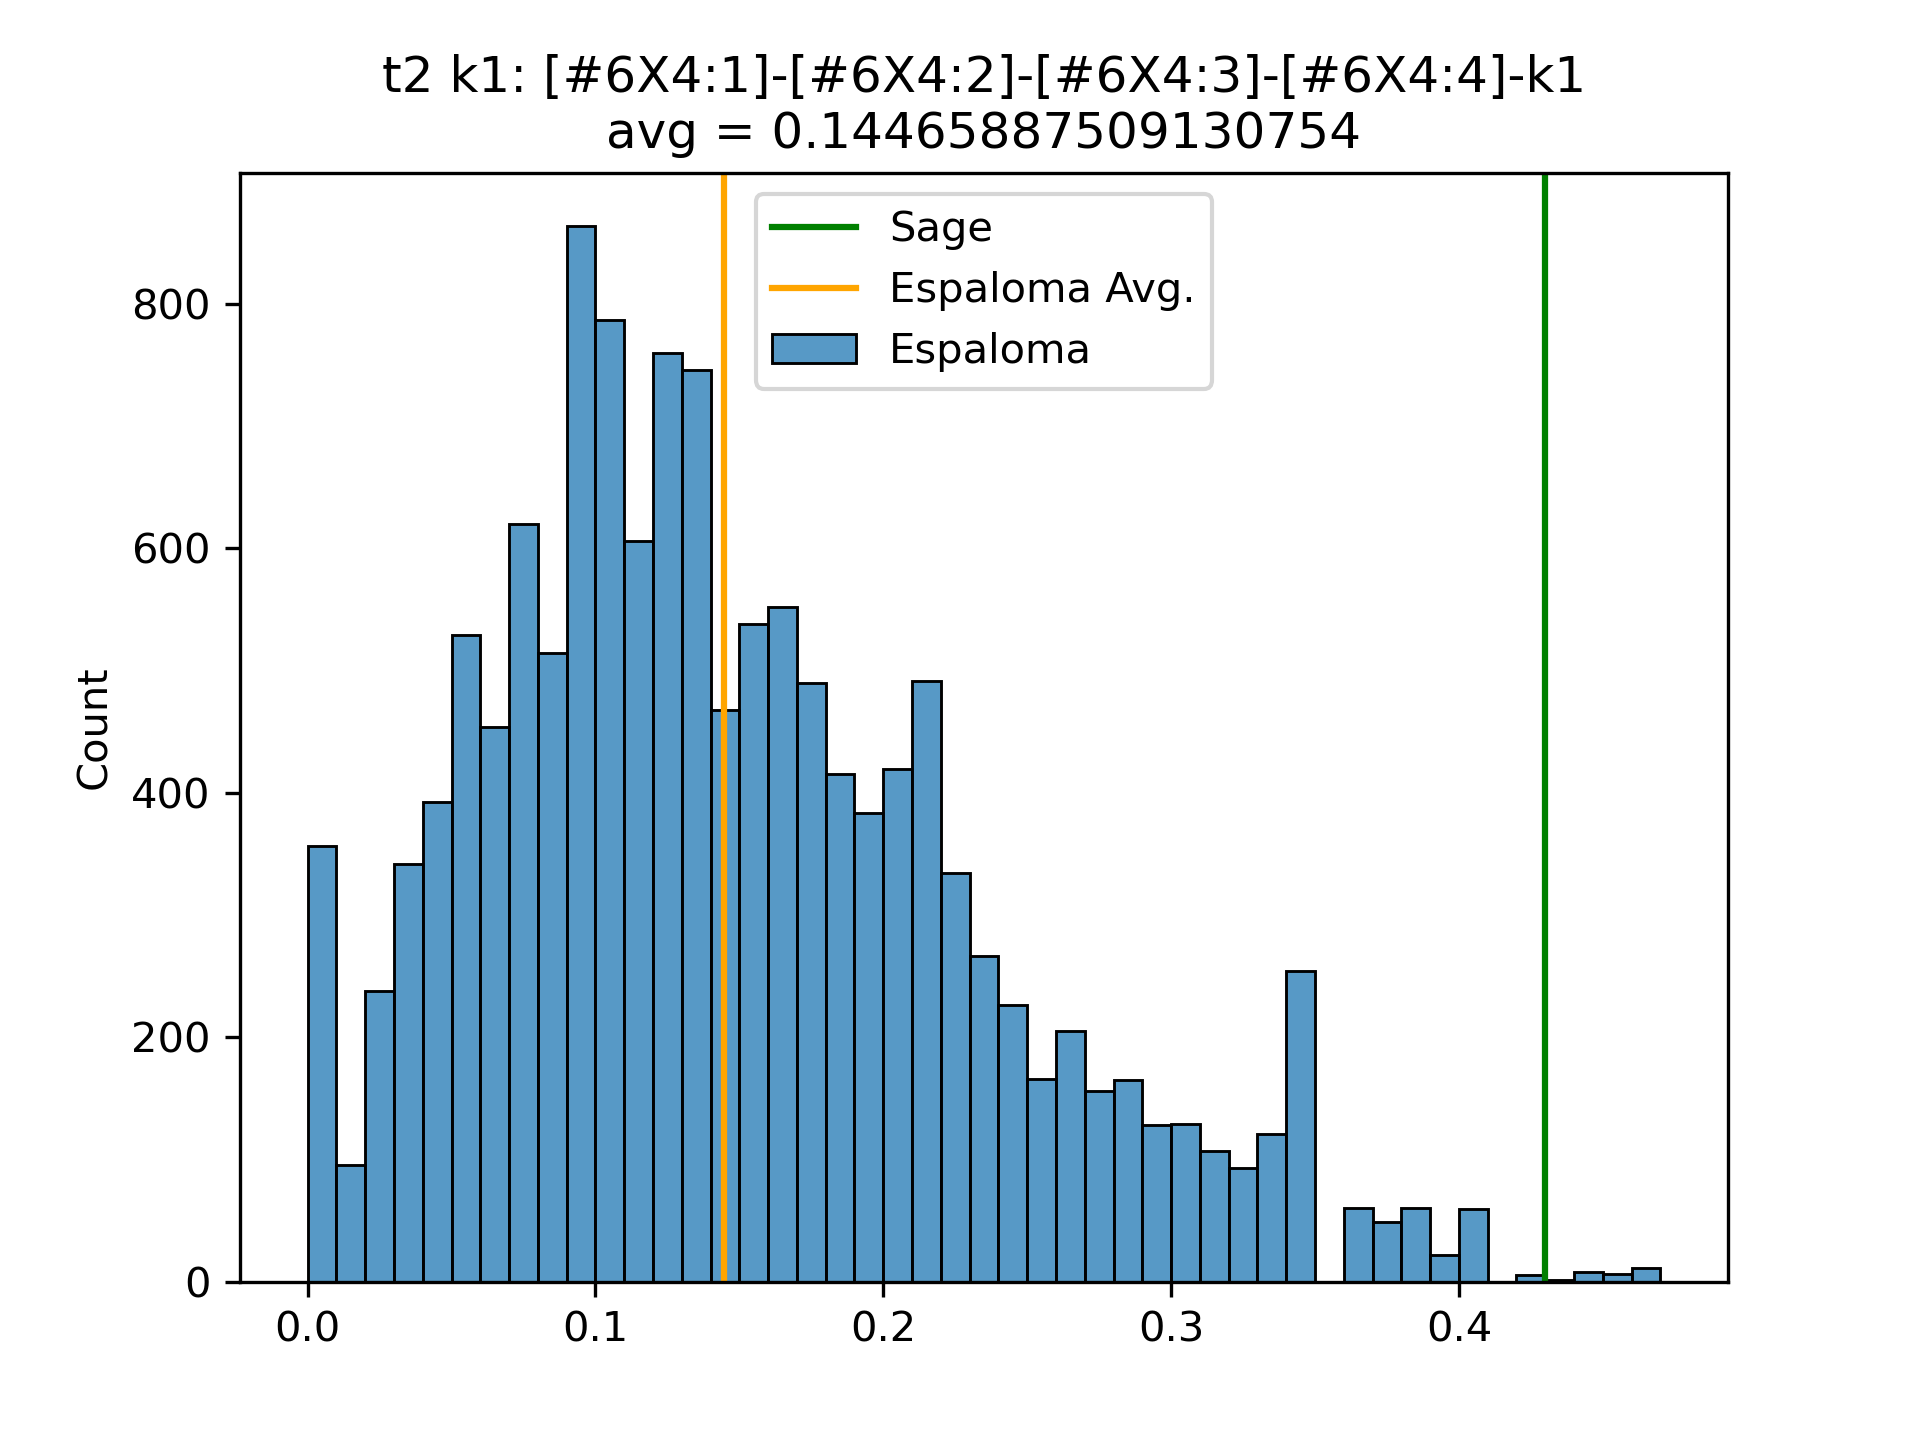 t2 k1: [#6X4:1]-[#6X4:2]-[#6X4:3]-[#6X4:4]-k1
avg = 0.14465887509130754
Sage
Espaloma Avg.
Espaloma
Count
800
600
400
200
0
0.0 0.1 0.2 0.3 0.4